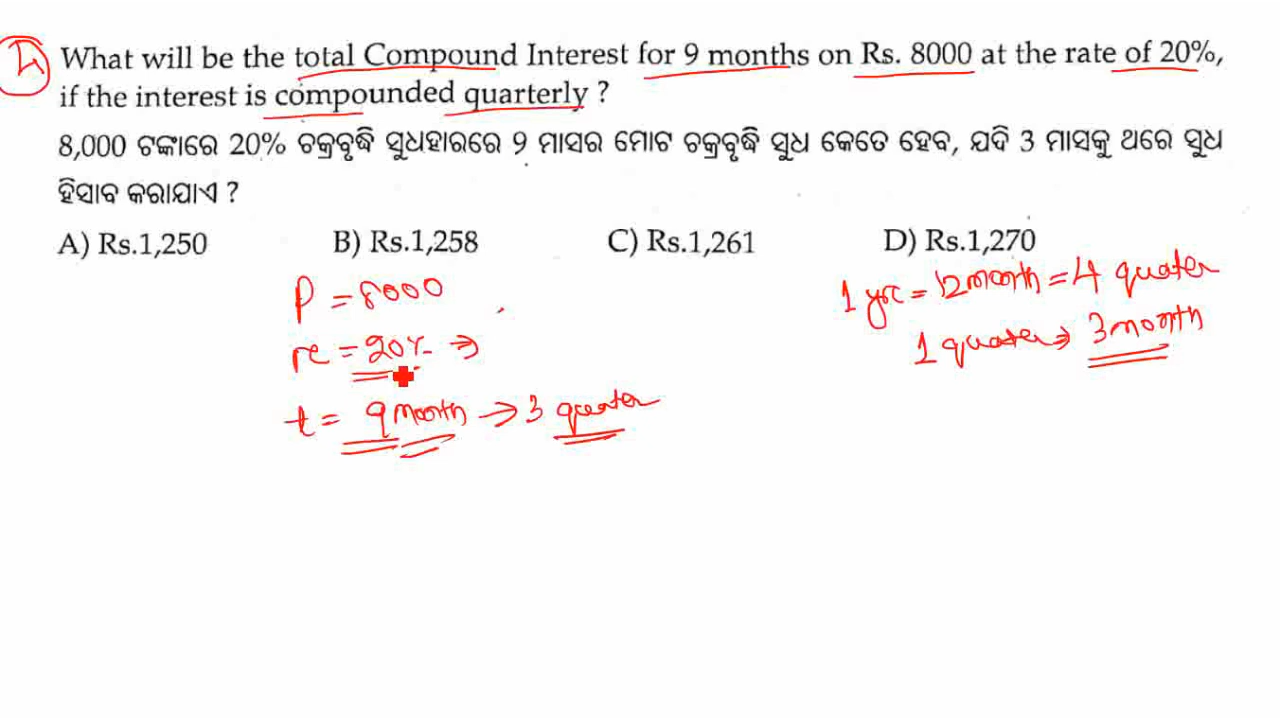 What will be the total Compound Interest for 9 months on Rs. 8000 at the rate of 20%,
if the interest is compounded quarterly ?
8,000 ଟଙ୍କାରେ 20% ଚକ୍ରବୃଦ୍ଧି ସୁଧହାରରେ 9 ମାସର ମୋଟ ଚକ୍ରବୃଦ୍ଧି ସୁଧ କେତେ ହେବ, ଯଦି 3 ମାସକୁ ଥରେ ସୁଧ
ହିସାବ କରାଯାଏ ?
A) Rs.1,250 B) Rs.1,258 C) Rs.1,261 D) Rs.1,270
P = 8000
1 yr = 12 month = 4 quater
r = 20% →
1 quater → 3 month
t = 9 month → 3 quater